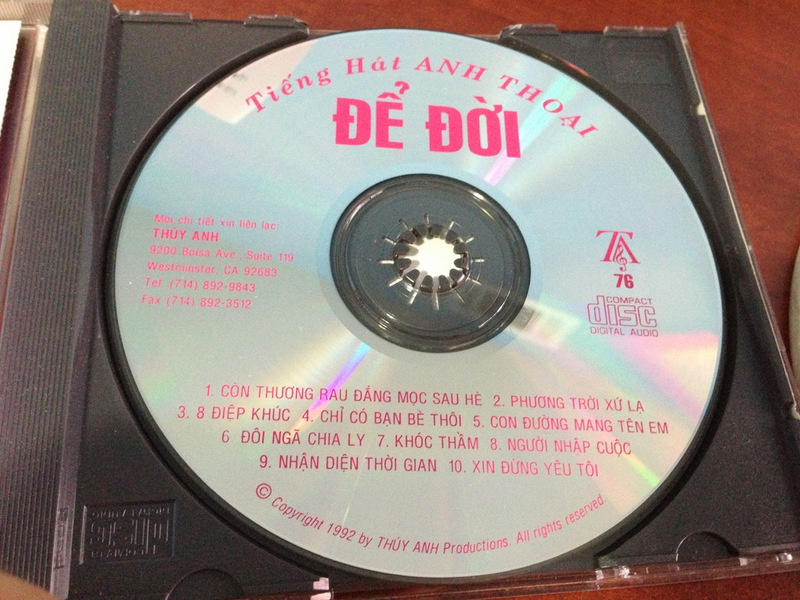 Tiếng Hát ANH THOẠI
ĐỂ ĐỜI
Mọi chi tiết xin liên lạc:
THÚY ANH
9200 Bolsa Ave., Suite 119
Westminster, CA 92683
Tel. (714) 892-9843
Fax (714) 892-3512
TA
76
COMPACT
disc
DIGITAL AUDIO
1. CÒN THƯƠNG RAU ĐẮNG MỌC SAU HÈ 2. PHƯƠNG TRỜI XỨ LẠ
3. 8 ĐIỆP KHÚC 4. CHỈ CÓ BẠN BÈ THÔI 5. CON ĐƯỜNG MANG TÊN EM
6 ĐÔI NGÃ CHIA LY 7. KHÓC THẦM 8. NGƯỜI NHẬP CUỘC
9. NHẬN DIỆN THỜI GIAN 10. XIN ĐỪNG YÊU TÔI
© Copyright 1992 by THÚY ANH Productions. All rights reserved.
COMPACT
disc
DIGITAL AUDIO